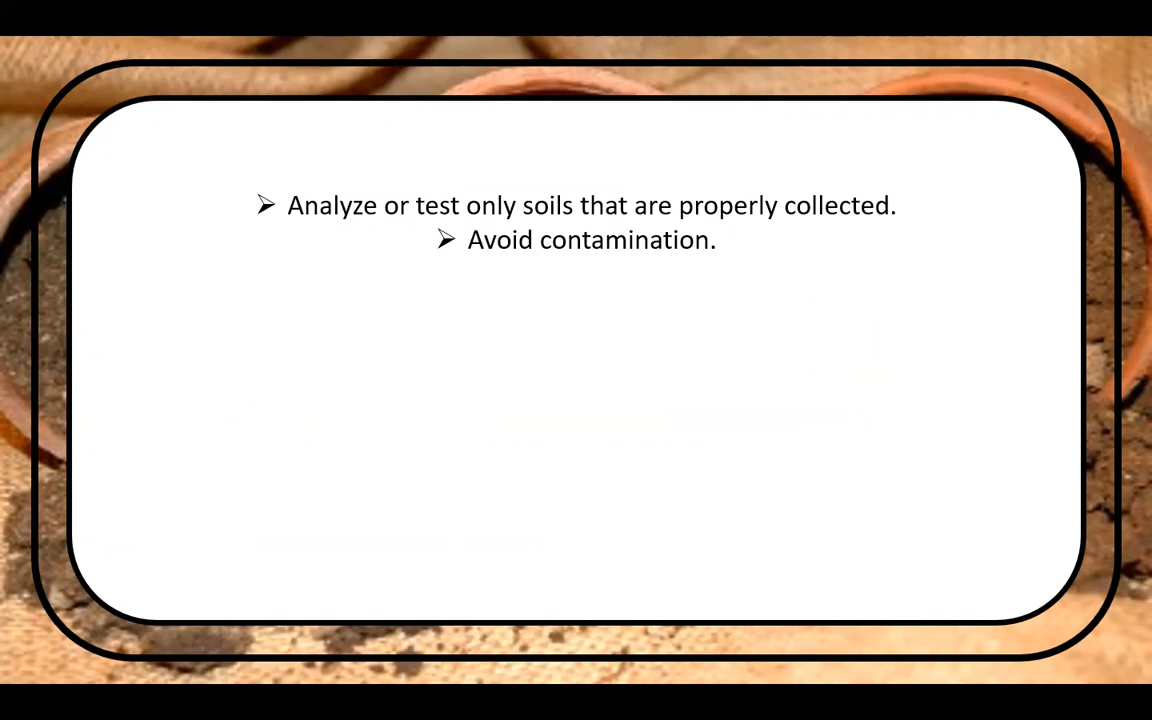 ➢ Analyze or test only soils that are properly collected.
➢ Avoid contamination.